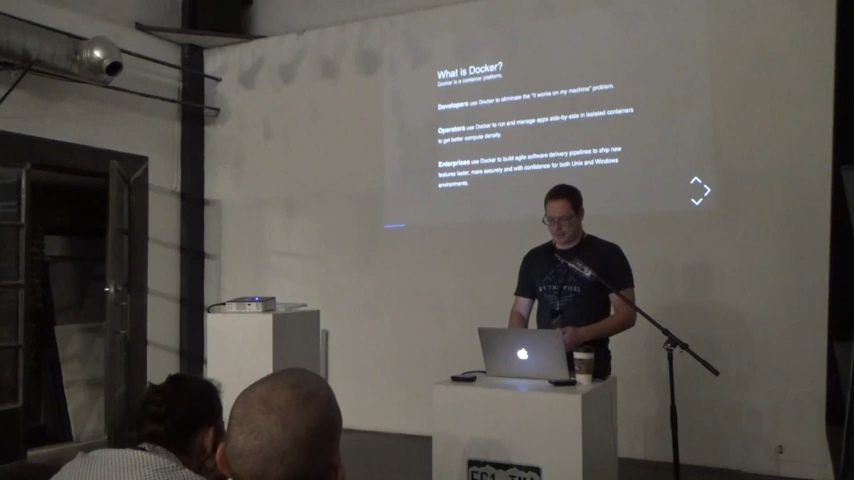 What is Docker?
Docker is a container platform.
Developers use Docker to eliminate the "it works on my machine" problem.
Operators use Docker to run and manage apps side-by-side in isolated containers
to get better compute density.
Enterprises use Docker to build agile software delivery pipelines to ship new
features faster, more securely and with confidence for both Unix and Windows
environments.